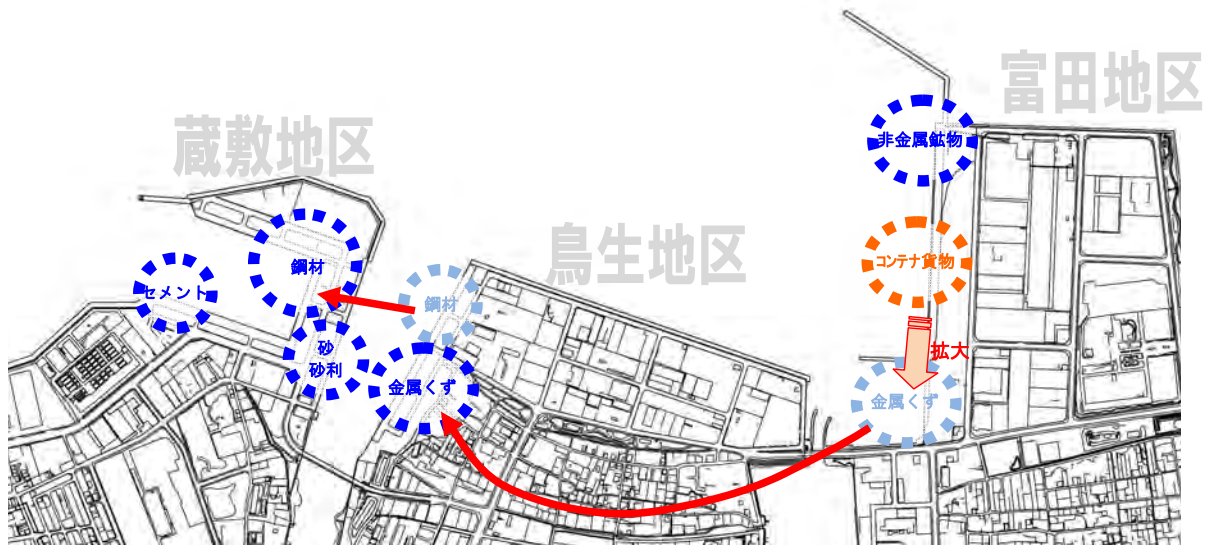 富田地区
蔵敷地区
非金属鉱物
鳥生地区
コンテナ貨物
鋼材
セメント
鋼材
砂
砂利
拡大
金属くず
金属くず